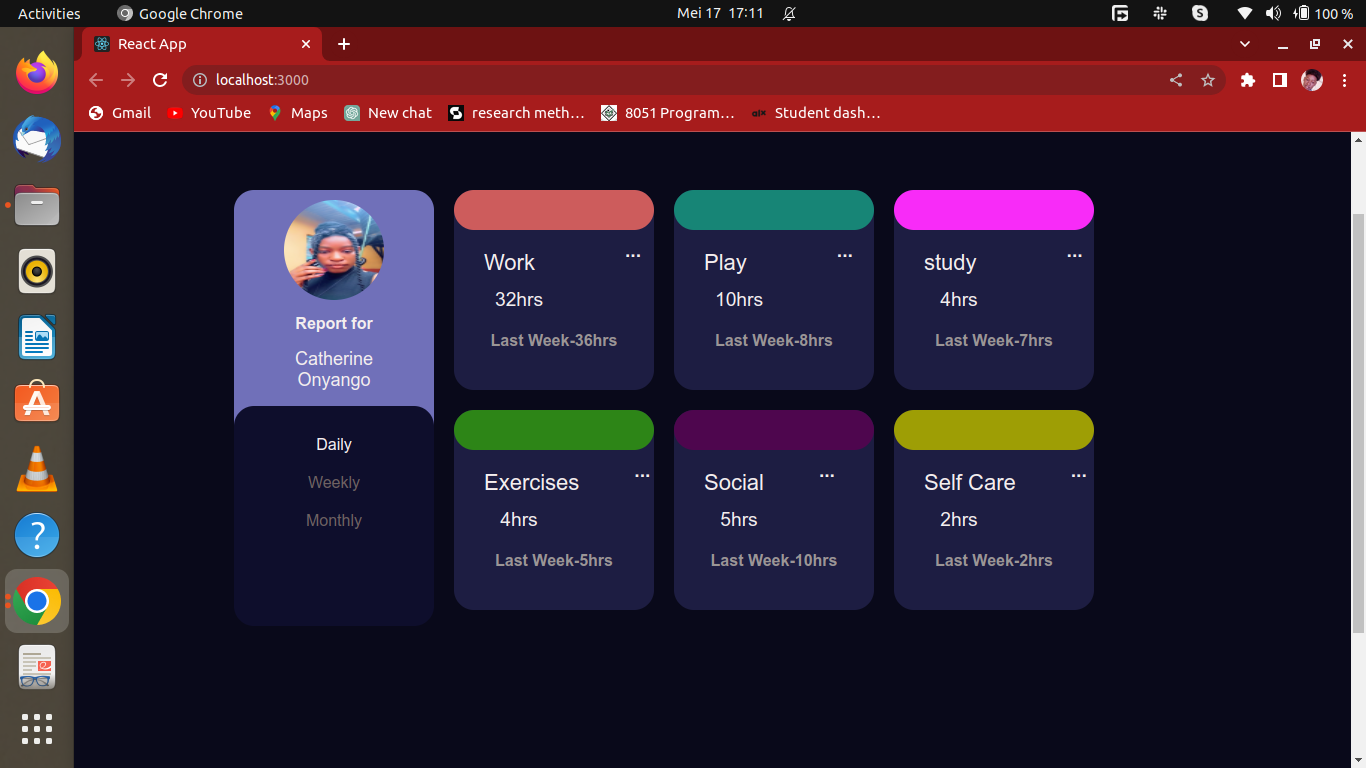 Activities Google Chrome Mei 17 17:11 100 %
React App
localhost:3000
Gmail YouTube Maps New chat research meth… 8051 Program… Student dash…
Report for
Catherine
Onyango
Daily
Weekly
Monthly
Work ...
32hrs
Last Week-36hrs
Play ...
10hrs
Last Week-8hrs
study ...
4hrs
Last Week-7hrs
Exercises ...
4hrs
Last Week-5hrs
Social ...
5hrs
Last Week-10hrs
Self Care ...
2hrs
Last Week-2hrs